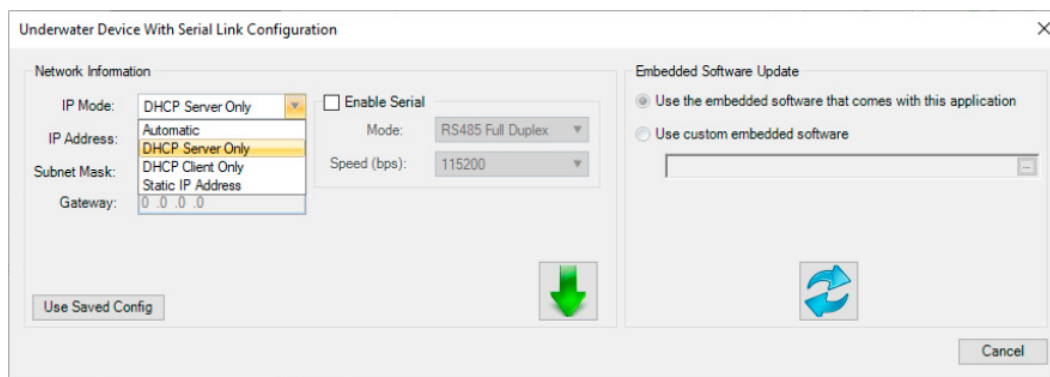 Underwater Device With Serial Link Configuration
Network Information
IP Mode:
DHCP Server Only
Automatic
DHCP Server Only
DHCP Client Only
Static IP Address
IP Address:
Subnet Mask:
Gateway:
0 .0 .0 .0
Enable Serial
Mode:
RS485 Full Duplex
Speed (bps):
115200
Use Saved Config
Embedded Software Update
Use the embedded software that comes with this application
Use custom embedded software
...
Cancel